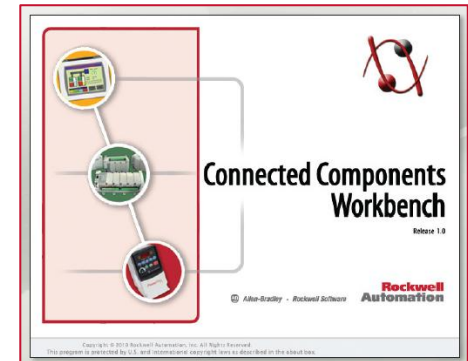 Connected Components
Workbench
Release 1.0
Allen-Bradley · Rockwell Software
Rockwell
Automation
Copyright © 2010 Rockwell Automation, Inc. All Rights Reserved.
This program is protected by U.S. and international copyright laws as described in the about box.